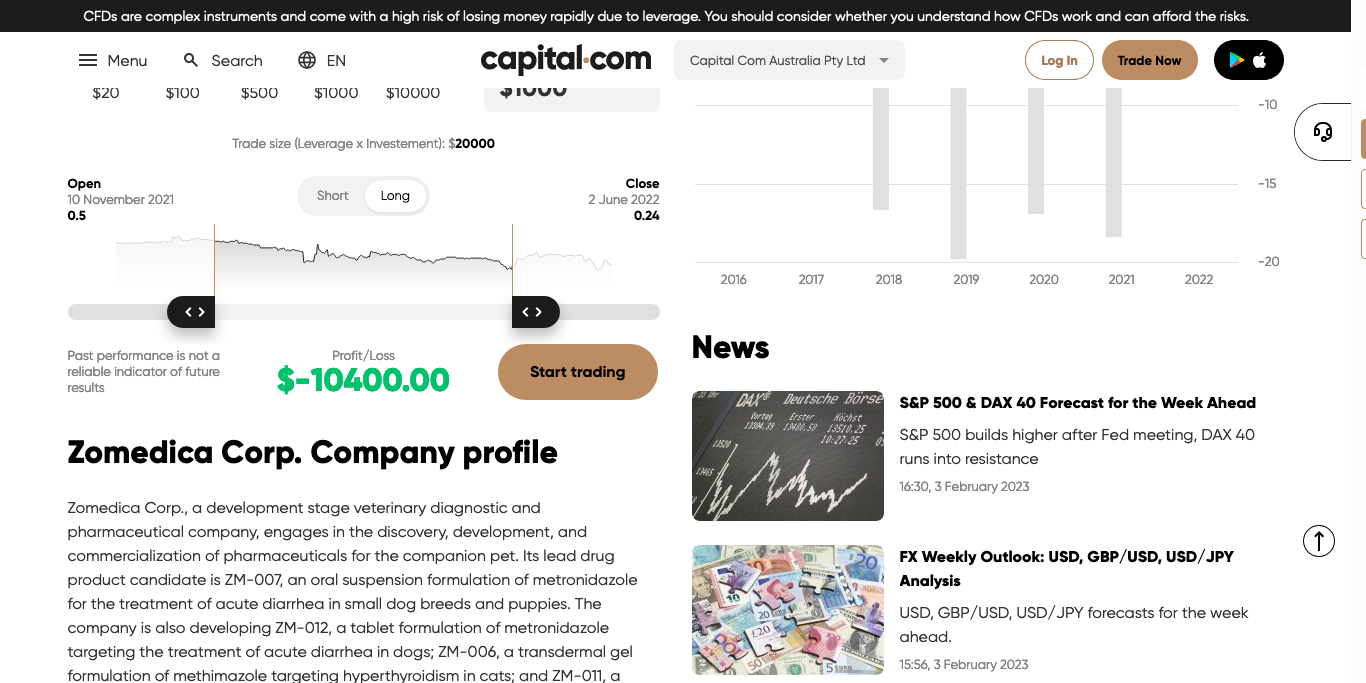 CFDs are complex instruments and come with a high risk of losing money rapidly due to leverage. You should consider whether you understand how CFDs work and can afford the risks.
Menu
Search
EN
capital.com
Capital Com Australia Pty Ltd
Log In
Trade Now
$20
$100
$500
$1000
$10000
$1000
Trade size (Leverage x Investement): $20000
Open
10 November 2021
0.5
Short
Long
Close
2 June 2022
0.24
Past performance is not a
reliable indicator of future
results
Profit/Loss
$-10400.00
Start trading
Zomedica Corp. Company profile
Zomedica Corp., a development stage veterinary diagnostic and
pharmaceutical company, engages in the discovery, development, and
commercialization of pharmaceuticals for the companion pet. Its lead drug
product candidate is ZM-007, an oral suspension formulation of metronidazole
for the treatment of acute diarrhea in small dog breeds and puppies. The
company is also developing ZM-012, a tablet formulation of metronidazole
targeting the treatment of acute diarrhea in dogs; ZM-006, a transdermal gel
formulation of methimazole targeting hyperthyroidism in cats; and ZM-011, a
-10
-15
-20
2016
2017
2018
2019
2020
2021
2022
News
DAX® Deutsche Börse
Vortag Erster Höchst
10:27:25
S&P 500 & DAX 40 Forecast for the Week Ahead
S&P 500 builds higher after Fed meeting, DAX 40
runs into resistance
16:30, 3 February 2023
FX Weekly Outlook: USD, GBP/USD, USD/JPY
Analysis
USD, GBP/USD, USD/JPY forecasts for the week
ahead.
15:56, 3 February 2023